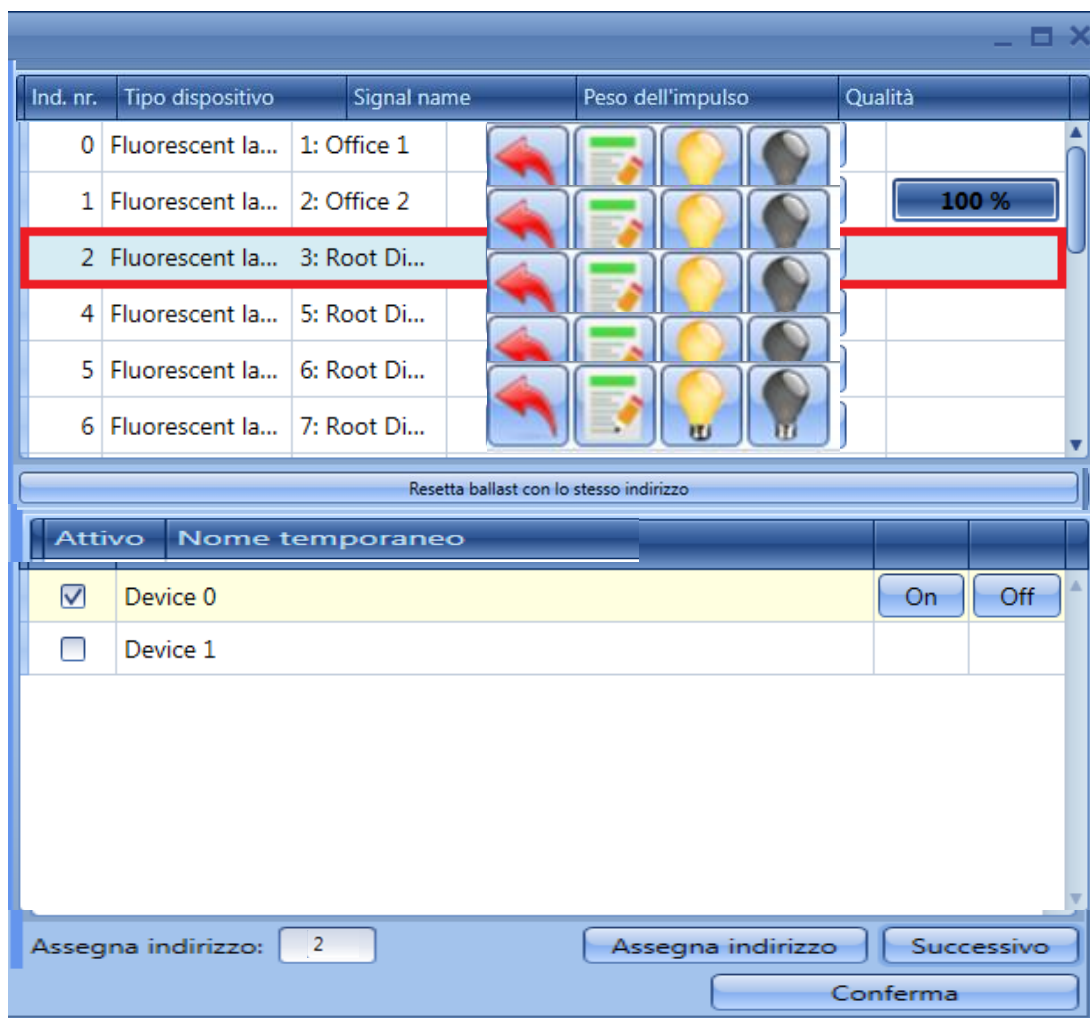 Ind. nr. Tipo dispositivo Signal name Peso dell'impulso Qualità
0 Fluorescent la... 1: Office 1
1 Fluorescent la... 2: Office 2 100 %
2 Fluorescent la... 3: Root Di...
4 Fluorescent la... 5: Root Di...
5 Fluorescent la... 6: Root Di...
6 Fluorescent la... 7: Root Di...
Resetta ballast con lo stesso indirizzo
Attivo Nome temporaneo
Device 0 On Off
Device 1
Assegna indirizzo: 2 Assegna indirizzo Successivo
Conferma